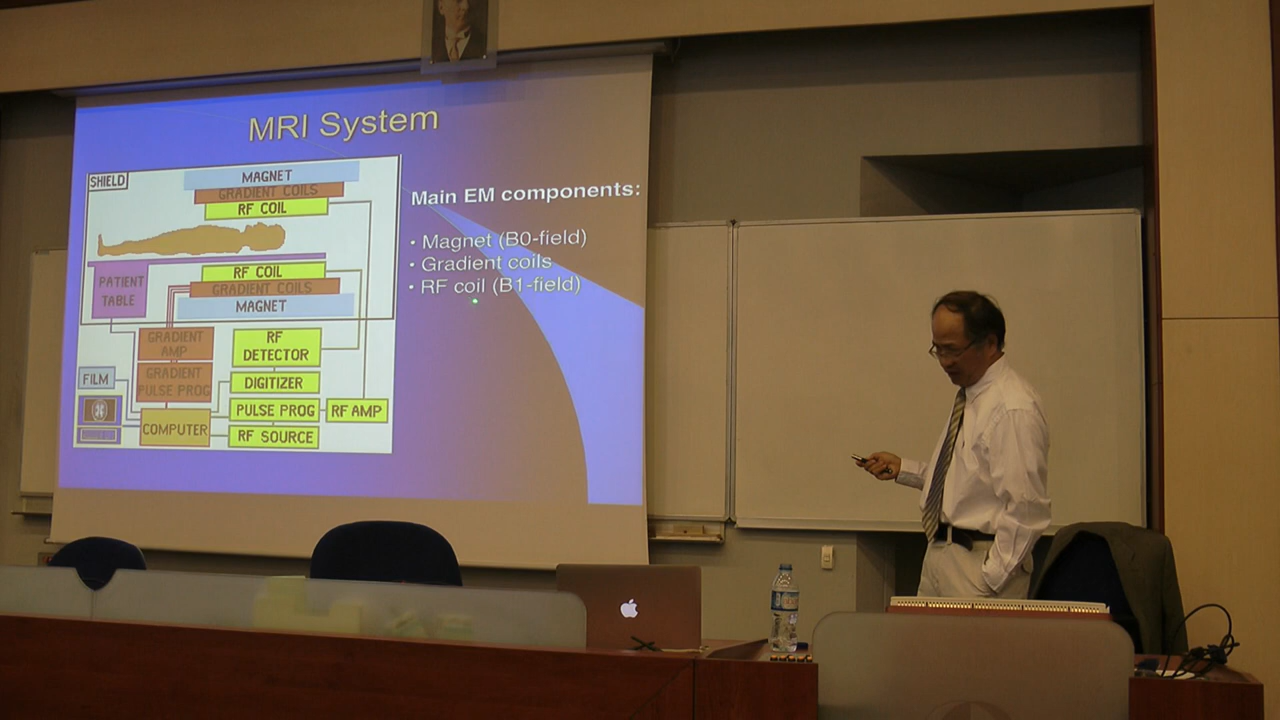 MRI System
SHIELD
MAGNET
GRADIENT COILS
RF COIL
RF COIL
GRADIENT COILS
MAGNET
PATIENT
TABLE
GRADIENT
AMP
GRADIENT
PULSE PROG
RF
DETECTOR
FILM
DIGITIZER
PULSE PROG
RF AMP
COMPUTER
RF SOURCE
Main EM components:
• Magnet (B0-field)
• Gradient coils
• RF coil (B1-field)